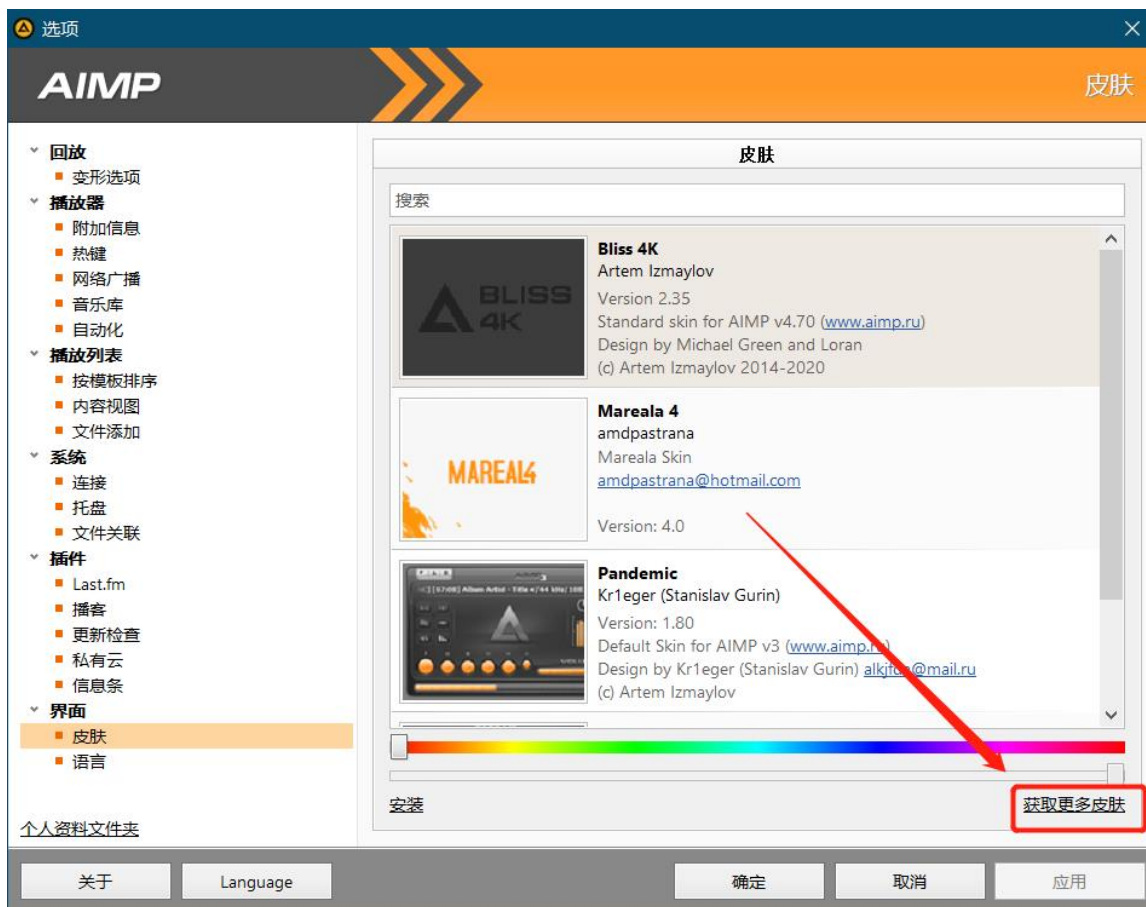 选项
AIMP
皮肤
回放
变形选项
播放器
附加信息
热键
网络广播
音乐库
自动化
播放列表
按模板排序
内容视图
文件添加
系统
连接
托盘
文件关联
插件
Last.fm
播客
更新检查
私有云
信息条
界面
皮肤
语言
个人资料文件夹
皮肤
搜索
BLISS
4K
Bliss 4K
Artem Izmaylov
Version 2.35
Standard skin for AIMP v4.70 (www.aimp.ru)
Design by Michael Green and Loran
(c) Artem Izmaylov 2014-2020
MAREAL4
Mareala 4
amdpastrana
Mareala Skin
amdpastrana@hotmail.com
Version: 4.0
Pandemic
Kr1eger (Stanislav Gurin)
Version: 1.80
Default Skin for AIMP v3 (www.aimp.ru)
Design by Kr1eger (Stanislav Gurin)
(c) Artem Izmaylov
安装
获取更多皮肤
关于
Language
确定
取消
应用